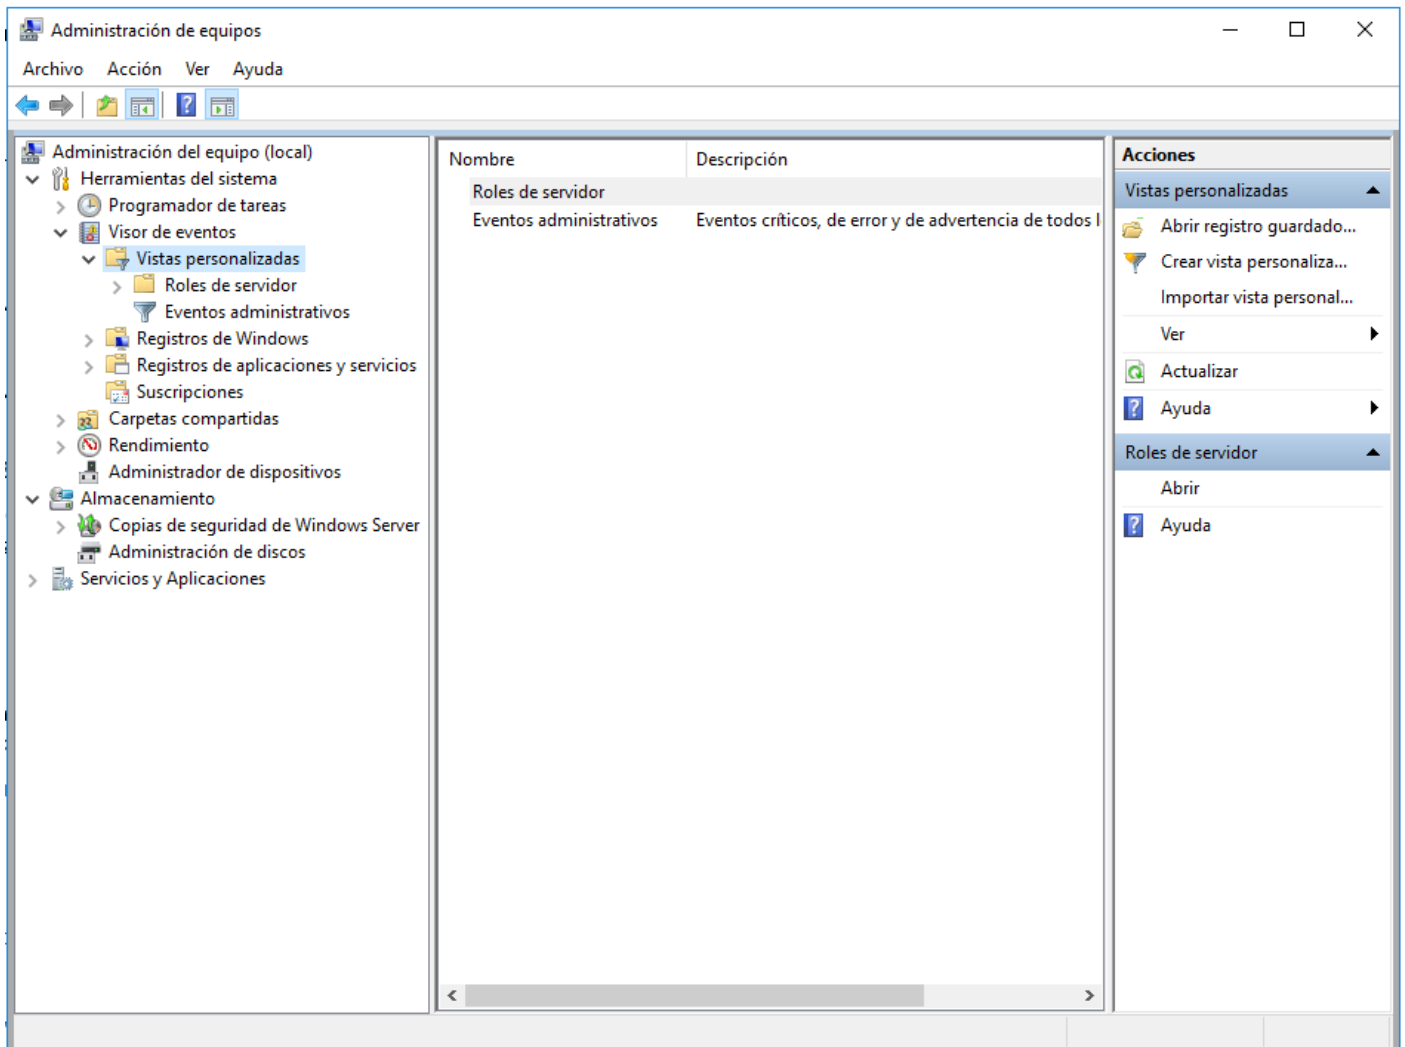 Administración de equipos
Archivo Acción Ver Ayuda
Administración del equipo (local)
Herramientas del sistema
Programador de tareas
Visor de eventos
Vistas personalizadas
Roles de servidor
Eventos administrativos
Registros de Windows
Registros de aplicaciones y servicios
Suscripciones
Carpetas compartidas
Rendimiento
Administrador de dispositivos
Almacenamiento
Copias de seguridad de Windows Server
Administración de discos
Servicios y Aplicaciones
Nombre Descripción
Roles de servidor
Eventos administrativos Eventos críticos, de error y de advertencia de todos l
Acciones
Vistas personalizadas
Abrir registro guardado...
Crear vista personaliza...
Importar vista personal...
Ver
Actualizar
Ayuda
Roles de servidor
Abrir
Ayuda